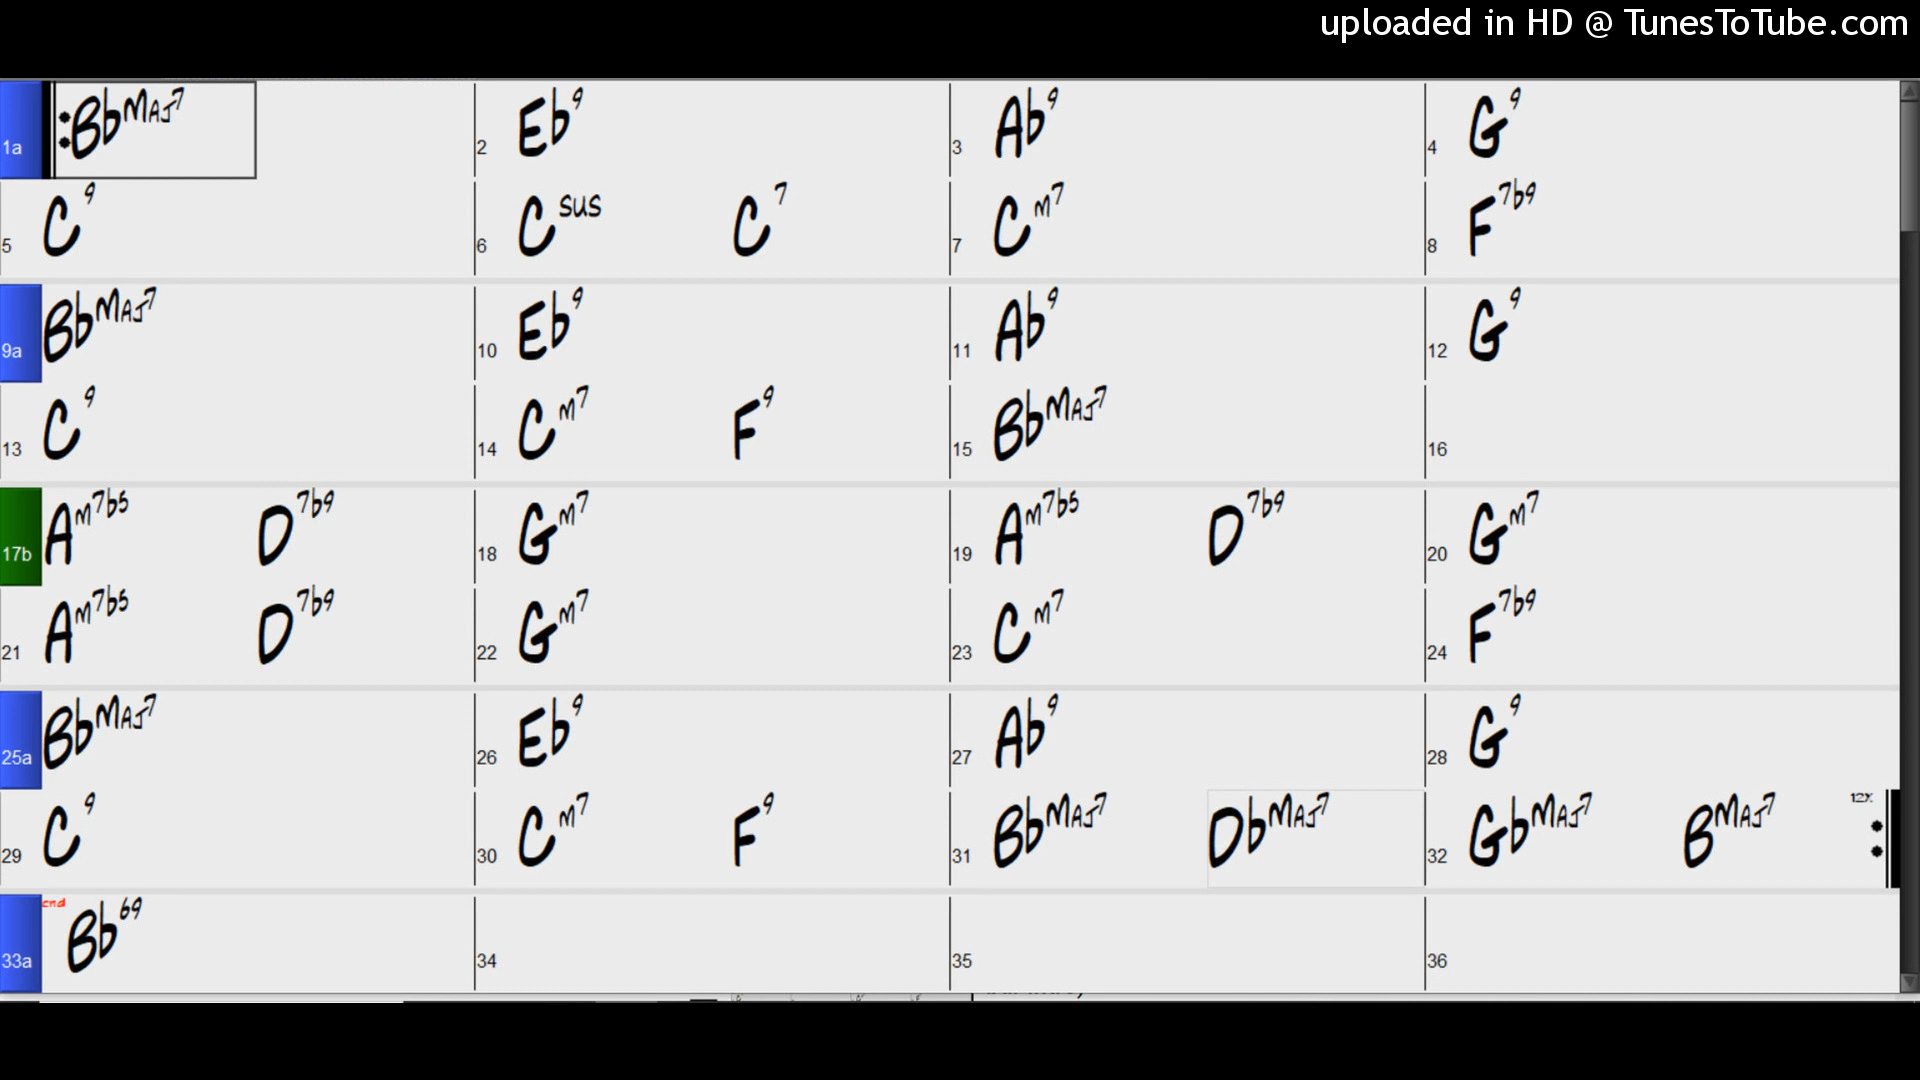 uploaded in HD @ TunesToTube.com
1a :BbMAJ7 2 Eb9 3 Ab9 4 G9
5 C9 6 Csus C7 7 Cm7 8 F7b9
9a BbMAJ7 10 Eb9 11 Ab9 12 G9
13 C9 14 Cm7 F9 15 BbMAJ7 16
17b Am7b5 D7b9 18 Gm7 19 Am7b5 D7b9 20 Gm7
21 Am7b5 D7b9 22 Gm7 23 Cm7 24 F7b9
25a BbMAJ7 26 Eb9 27 Ab9 28 G9
29 C9 30 Cm7 F9 31 BbMAJ7 DbMAJ7 32 GbMAJ7 BMAJ7 12X :
33a end Bb69 34 35 36